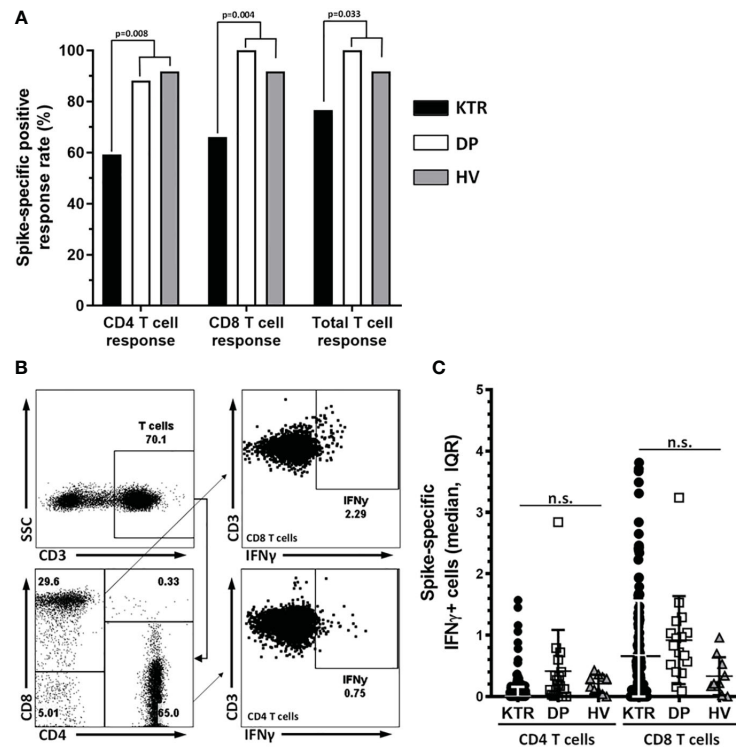 A
p=0.008
p=0.004
p=0.033
Spike-specific positive
response rate (%)
100
80
60
40
20
0
CD4 T cell
response
CD8 T cell
response
Total T cell
response
KTR
DP
HV
B
T cells
70.1
SSC
CD3
IFNγ
2.29
CD8 T cells
CD3
IFNγ
29.6
0.33
5.01
65.0
CD8
CD4
IFNγ
0.75
CD4 T cells
CD3
IFNγ
C
Spike-specific
IFNγ+ cells (median, IQR)
5
4
3
2
1
0
n.s.
n.s.
KTR DP HV KTR DP HV
CD4 T cells CD8 T cells